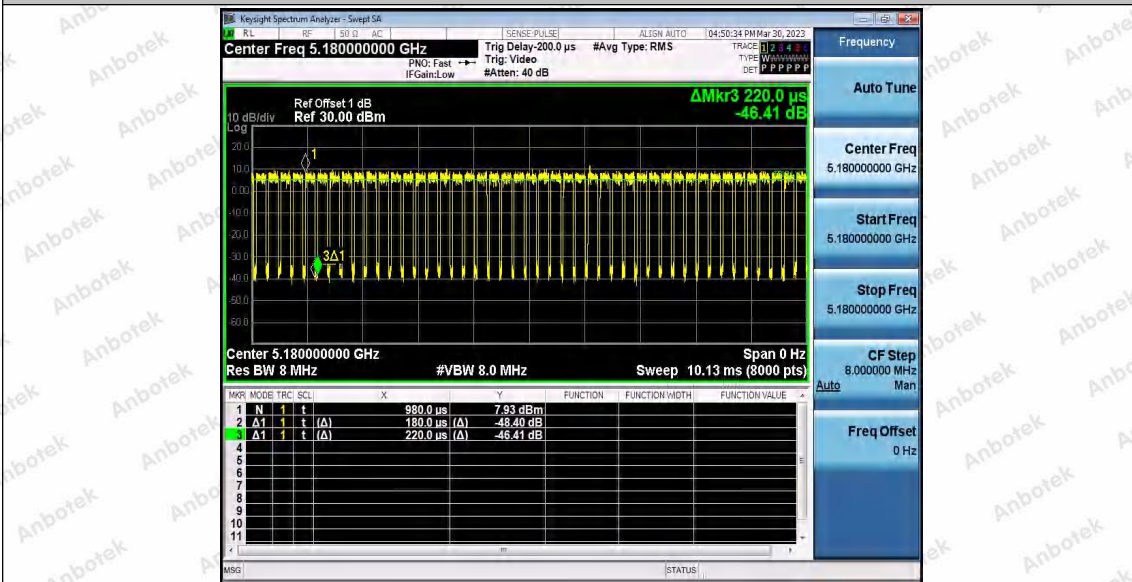 Keysight Spectrum Analyzer - Swept SA
RL RF 50 Ω AC SENSE:PULSE ALIGN AUTO 04:50:34 PM Mar 30, 2023
Center Freq 5.180000000 GHz
PNO: Fast
IFGain:Low
Trig Delay-200.0 µs
Trig: Video
#Atten: 40 dB
#Avg Type: RMS
TRACE 1 2 3 4 5 6
TYPE WWWWWW
DET P P P P P P
ΔMkr3 220.0 µs
-46.41 dB
Ref Offset 1 dB
10 dB/div Ref 30.00 dBm
Log
20.0
10.0
0.00
-10.0
-20.0
-30.0
-40.0
-50.0
-60.0
1
3Δ1
Center 5.180000000 GHz Span 0 Hz
Res BW 8 MHz #VBW 8.0 MHz Sweep 10.13 ms (8000 pts)
MKR MODE TRC SCL X Y FUNCTION FUNCTION WIDTH FUNCTION VALUE
1 N 1 t 980.0 µs 7.93 dBm
2 Δ1 1 t (Δ) 180.0 µs (Δ) -48.40 dB
3 Δ1 1 t (Δ) 220.0 µs (Δ) -46.41 dB
4
5
6
7
8
9
10
11
MSG STATUS
Frequency
Auto Tune
Center Freq
5.180000000 GHz
Start Freq
5.180000000 GHz
Stop Freq
5.180000000 GHz
CF Step
8.000000 MHz
Auto Man
Freq Offset
0 Hz
Anbotek